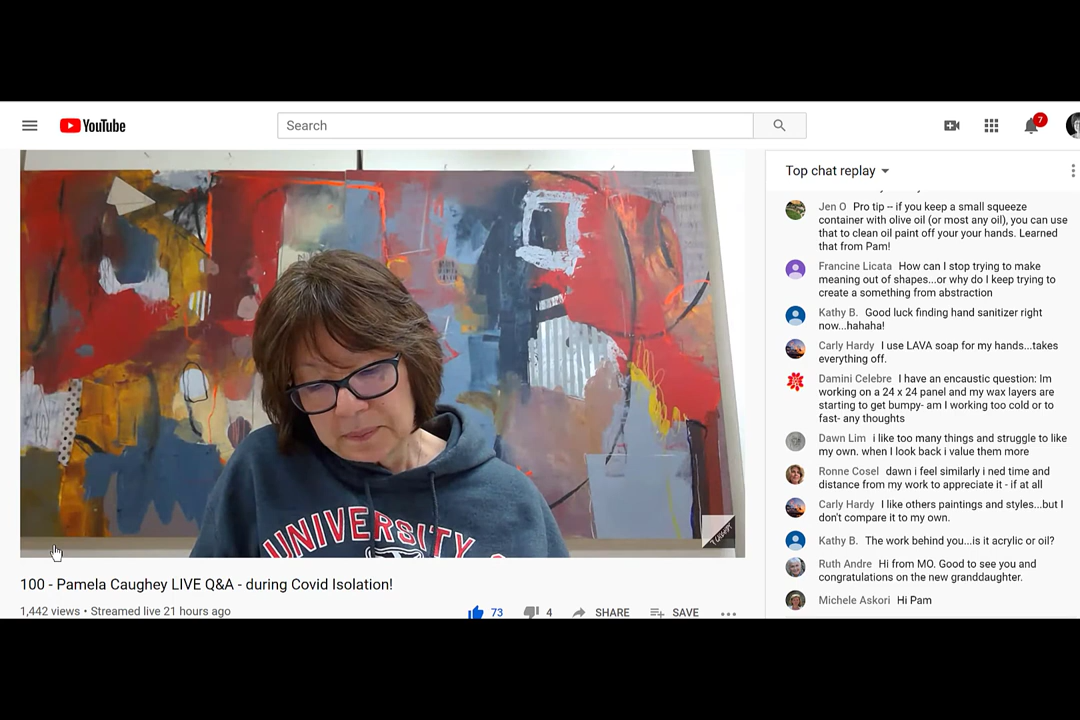 YouTube
Search
7
Top chat replay
Jen O Pro tip -- if you keep a small squeeze
container with olive oil (or most any oil), you can use
that to clean oil paint off your your hands. Learned
that from Pam!
Francine Licata How can I stop trying to make
meaning out of shapes...or why do I keep trying to
create a something from abstraction
Kathy B. Good luck finding hand sanitizer right
now...hahaha!
Carly Hardy I use LAVA soap for my hands...takes
everything off.
Damini Celebre I have an encaustic question: Im
working on a 24 x 24 panel and my wax layers are
starting to get bumpy- am I working too cold or to
fast- any thoughts
Dawn Lim i like too many things and struggle to like
my own. when I look back i value them more
Ronne Cosel dawn i feel similarly i ned time and
distance from my work to appreciate it - if at all
Carly Hardy I like others paintings and styles...but I
don't compare it to my own.
Kathy B. The work behind you...is it acrylic or oil?
Ruth Andre Hi from MO. Good to see you and
congratulations on the new granddaughter.
Michele Askori Hi Pam
UNIVERSITY
100 - Pamela Caughey LIVE Q&A - during Covid Isolation!
1,442 views • Streamed live 21 hours ago
73
4
SHARE
SAVE